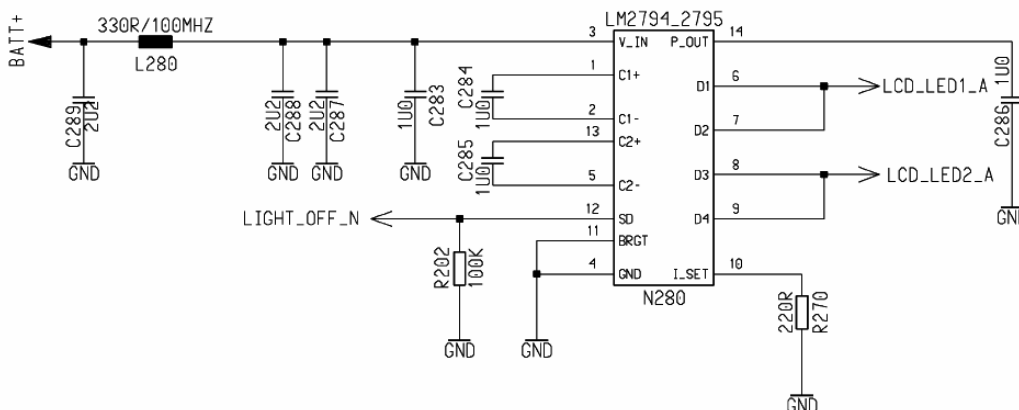 BATT+
330R/100MHZ
L280
C289
2U2
GND
2U2
C288
GND
2U2
C287
GND
1U0
C283
GND
C284
1U0
C285
1U0
LM2794_2795
3 V_IN P_OUT 14
1 C1+
D1 6
2 C1-
D2 7
13 C2+
D3 8
5 C2-
D4 9
12 SD
11 BRGT
4 GND I_SET 10
N280
LCD_LED1_A
LCD_LED2_A
1U0
C286
GND
LIGHT_OFF_N
R202
100K
GND
GND
220R
R270
GND